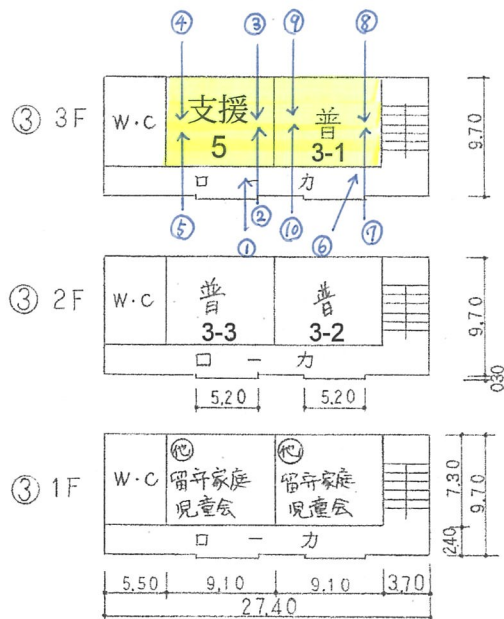 ④ ③ ⑨ ⑧
③ 3F
W・C
支援
5
普
3-1
ロ ー カ
9.70
⑤ ① ② ⑩ ⑥ ⑦
③ 2F
W・C
普
3-3
普
3-2
ロ ー カ
9.70
030
5.20
5.20
③ 1F
W・C
他
留守家庭
児童会
他
留守家庭
児童会
ロ ー カ
7.30
240
9.70
5.50
9.10
9.10
3.70
27.40